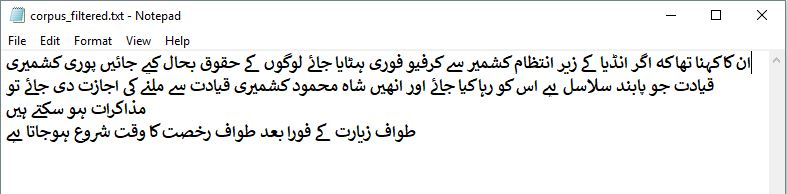 corpus_filtered.txt - Notepad
File Edit Format View Help
ان کا کہنا تھا کہ اگر انڈیا کے زیر انتظام کشمیر سے کرفیو فوری ہٹایا جائے لوگوں کے حقوق بحال کیے جائیں پوری کشمیری
قیادت جو پابند سلاسل ہے اس کو رہا کیا جائے اور انھیں شاہ محمود کشمیری قیادت سے ملنے کی اجازت دی جائے تو
مذاکرات ہو سکتے ہیں
طواف زیارت کے فورا بعد طواف رخصت کا وقت شروع ہوجاتا ہے